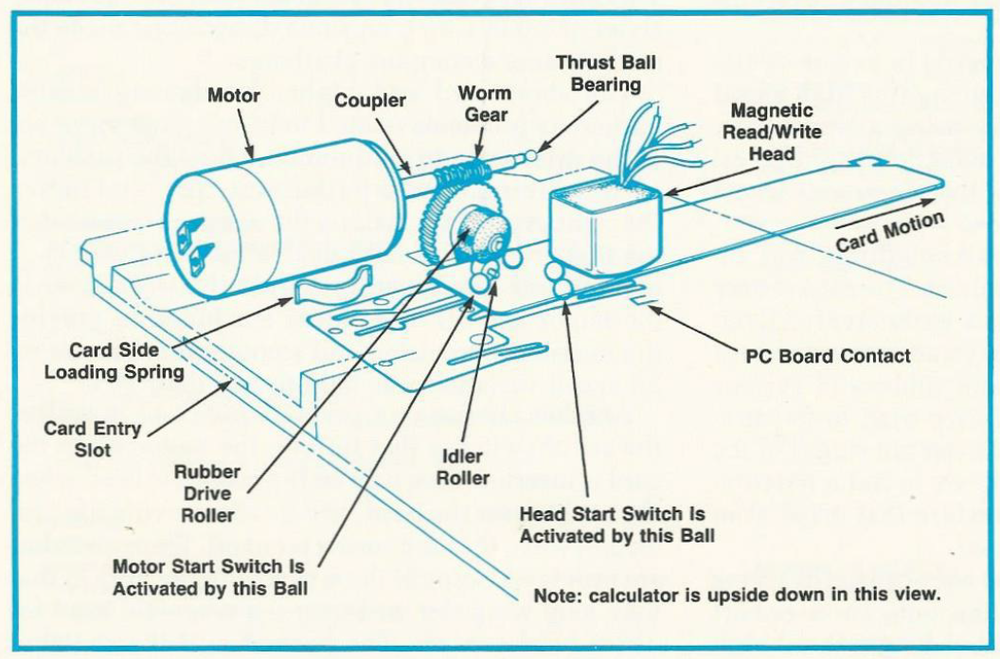 Thrust Ball
Bearing
Motor
Coupler
Worm
Gear
Magnetic
Read/Write
Head
Card Motion
Card Side
Loading Spring
PC Board Contact
Card Entry
Slot
Rubber
Drive
Roller
Idler
Roller
Head Start Switch Is
Activated by this Ball
Motor Start Switch Is
Activated by this Ball
Note: calculator is upside down in this view.